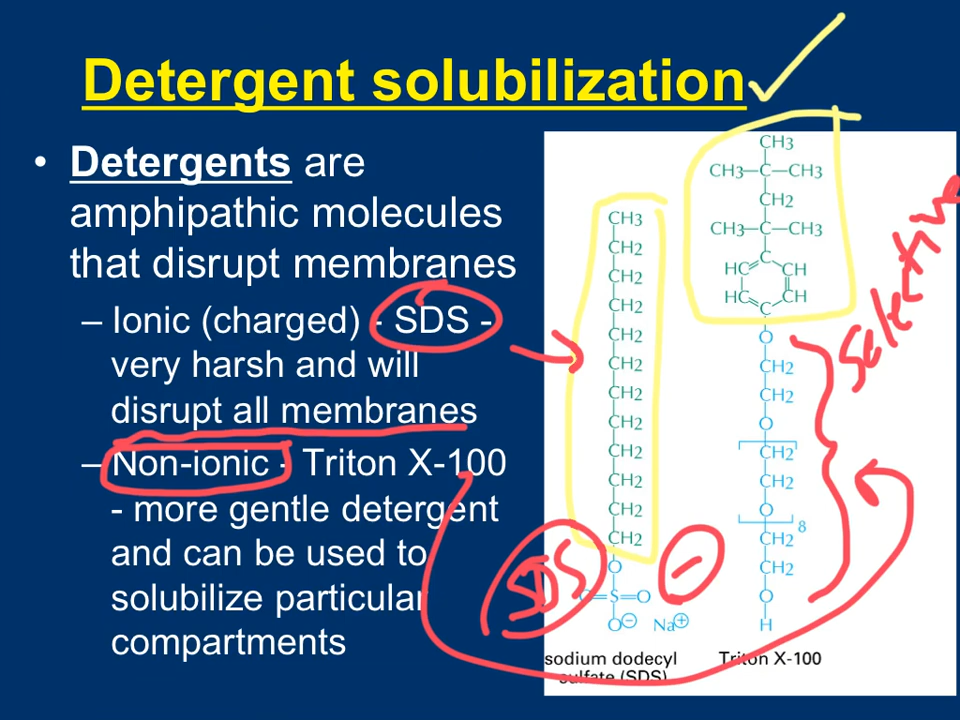 Detergent solubilization
• Detergents are
amphipathic molecules
that disrupt membranes
– Ionic (charged) - SDS -
very harsh and will
disrupt all membranes
– Non-ionic - Triton X-100
- more gentle detergent
and can be used to
solubilize particular
compartments
CH3
CH2
CH2
CH2
CH2
CH2
CH2
CH2
CH2
CH2
CH2
CH2
O
O=S=O
O⊖ Na⊕
sodium dodecyl
sulfate (SDS)
CH3
CH3—C—CH3
CH2
CH3—C—CH3
C
HC CH
HC CH
C
O
CH2
CH2
O
CH2
CH2
O
8
CH2
CH2
O
H
Triton X-100
SDS
−
selective